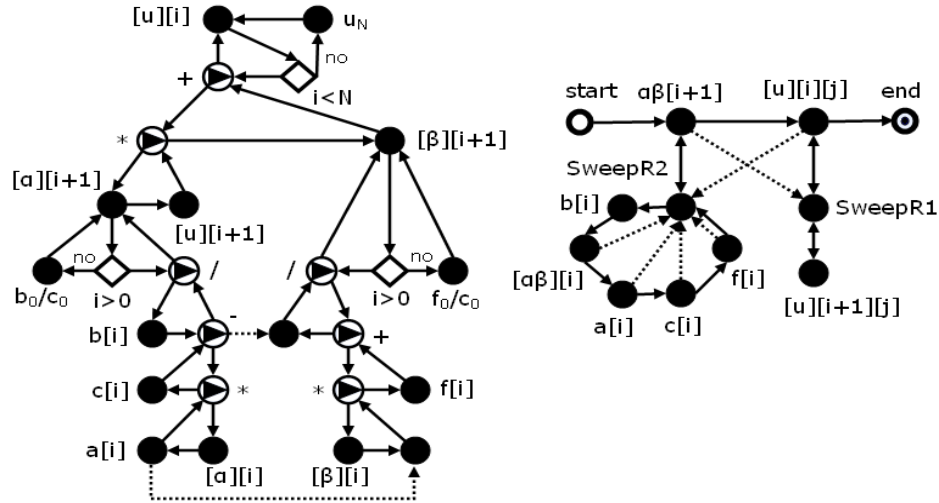 [u][i]
u_N
no
+
i<N
*
[β][i+1]
[α][i+1]
[u][i+1]
no
no
b₀/c₀
i>0
/
/
i>0
f₀/c₀
-
b[i]
+
c[i]
*
*
f[i]
a[i]
[α][i]
[β][i]
start
αβ[i+1]
[u][i][j]
end
SweepR2
b[i]
SweepR1
[αβ][i]
f[i]
a[i]
c[i]
[u][i+1][j]